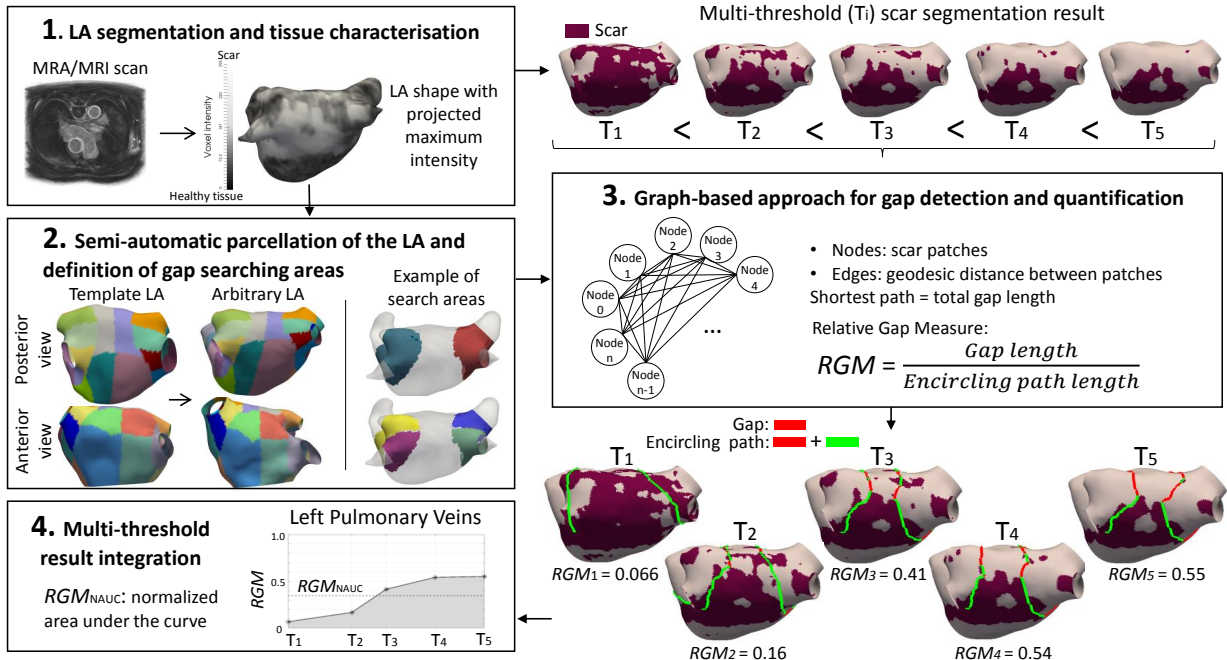 1. LA segmentation and tissue characterisation
MRA/MRI scan
Scar
Voxel intensity
Healthy tissue
LA shape with
projected
maximum
intensity
Multi-threshold (Ti) scar segmentation result
Scar
T1 < T2 < T3 < T4 < T5
2. Semi-automatic parcellation of the LA and
definition of gap searching areas
Template LA
Arbitrary LA
Example of
search areas
Posterior
view
Anterior
view
3. Graph-based approach for gap detection and quantification
Node
0
Node
1
Node
2
Node
3
Node
4
...
Node
n
Node
n-1
• Nodes: scar patches
• Edges: geodesic distance between patches
Shortest path = total gap length
Relative Gap Measure:
RGM = Gap length
Encircling path length
Gap:
Encircling path: +
T1
RGM1 = 0.066
T2
RGM2 = 0.16
T3
RGM3 = 0.41
T4
RGM4 = 0.54
T5
RGM5 = 0.55
4. Multi-threshold
result integration
RGMNAUC: normalized
area under the curve
Left Pulmonary Veins
RGM
1.0
0.5
0
RGMNAUC
T1 T2 T3 T4 T5